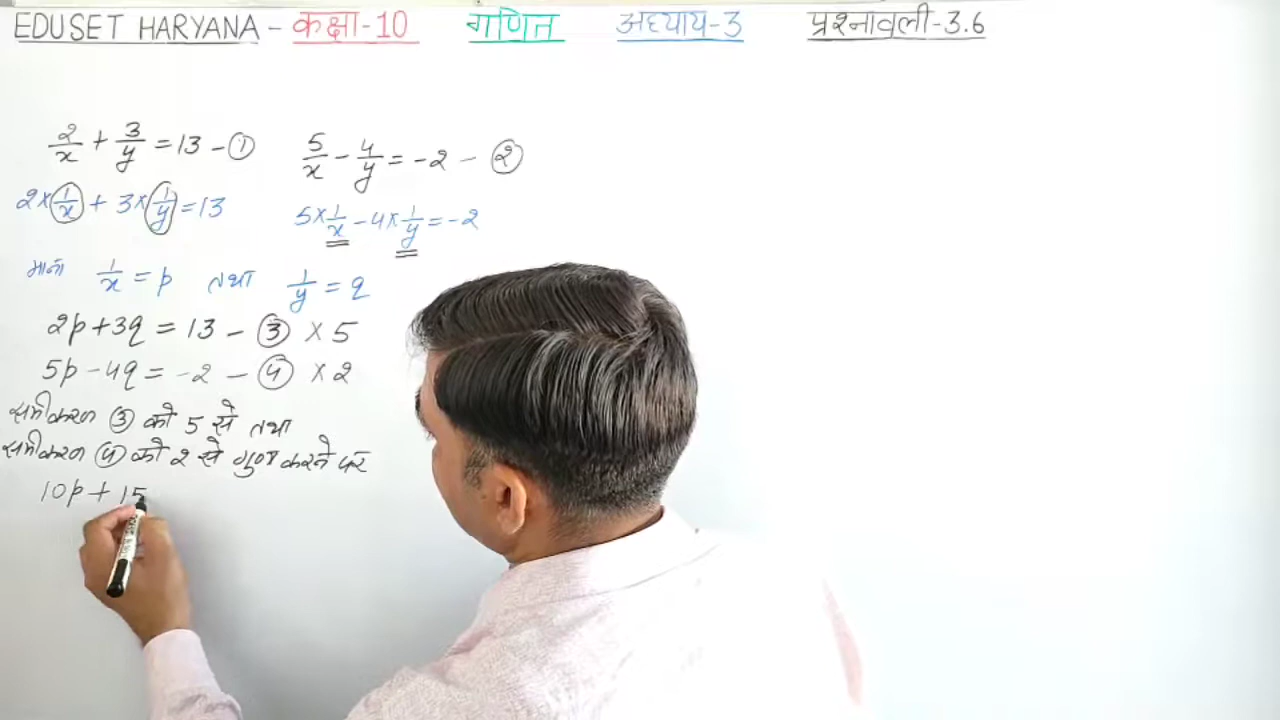 EDUSET HARYANA - कक्षा-10 गणित अध्याय-3 प्रश्नावली-3.6
2/x + 3/y = 13 - ① 5/x - 4/y = -2 - ②
2×1/x + 3×1/y = 13 5×1/x - 4×1/y = -2
माना 1/x = p तथा 1/y = q
2p+3q = 13 - ③ × 5
5p-4q = -2 - ④ × 2
समीकरण ③ को 5 से तथा
समीकरण ④ को 2 से गुणा करने पर
10p + 15